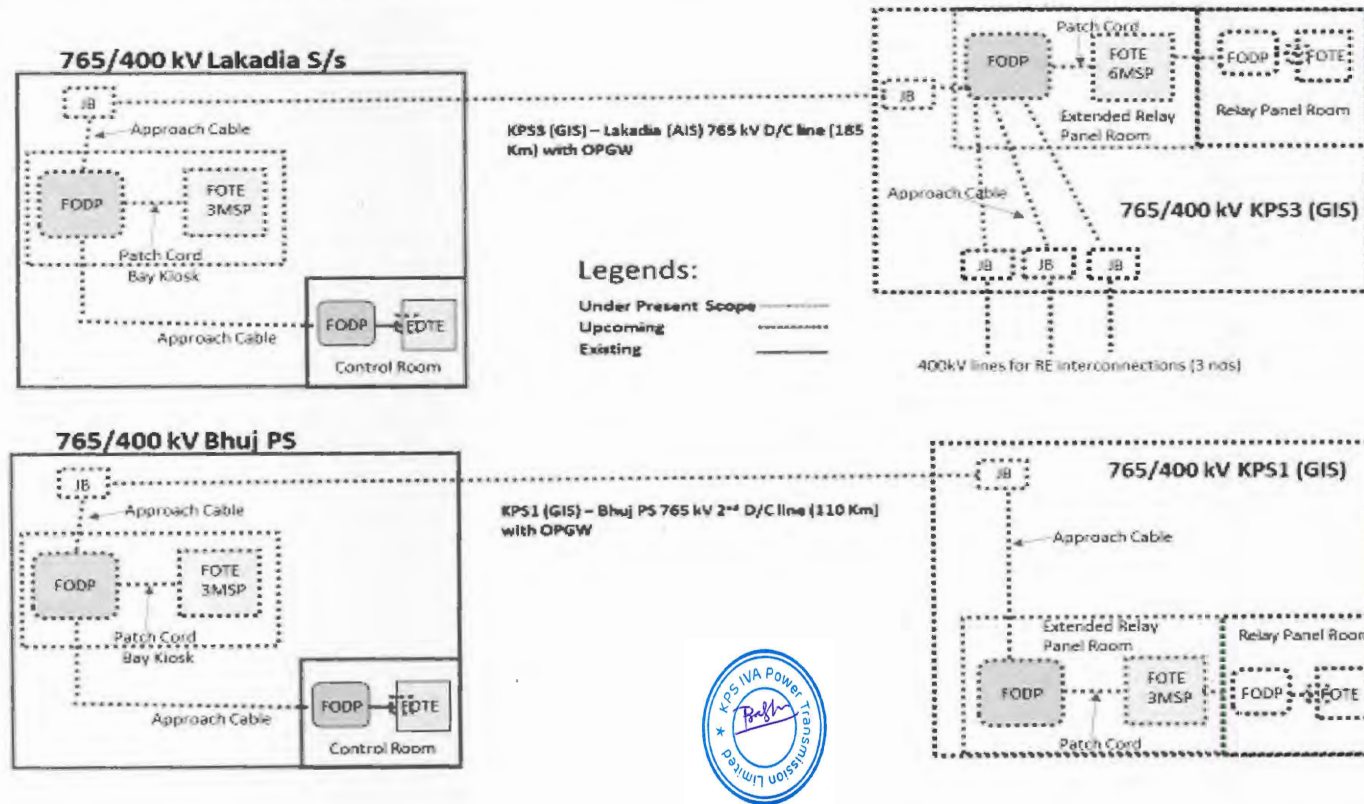 765/400 kV Lakadia S/s
JB
Approach Cable
FODP
FOTE
3MSP
Patch Cord
Bay Kiosk
Approach Cable
FODP
FOTE
Control Room
KPS3 (GIS) – Lakadia (AIS) 765 kV D/C line (185
Km) with OPGW
JB
Patch Cord
FODP
FOTE
6MSP
Extended Relay
Panel Room
FODP
FOTE
Relay Panel Room
Approach Cable
765/400 kV KPS3 (GIS)
JB
JB
JB
400kV lines for RE interconnections (3 nos)
Legends:
Under Present Scope
Upcoming
Existing
765/400 kV Bhuj PS
JB
Approach Cable
FODP
FOTE
3MSP
Patch Cord
Bay Kiosk
Approach Cable
FODP
FOTE
Control Room
KPS1 (GIS) – Bhuj PS 765 kV 2nd D/C line (110 Km)
with OPGW
JB
765/400 kV KPS1 (GIS)
Approach Cable
Extended Relay
Panel Room
FODP
FOTE
3MSP
Patch Cord
Relay Panel Room
FODP
FOTE
KPS IVA Power Transmission Limited